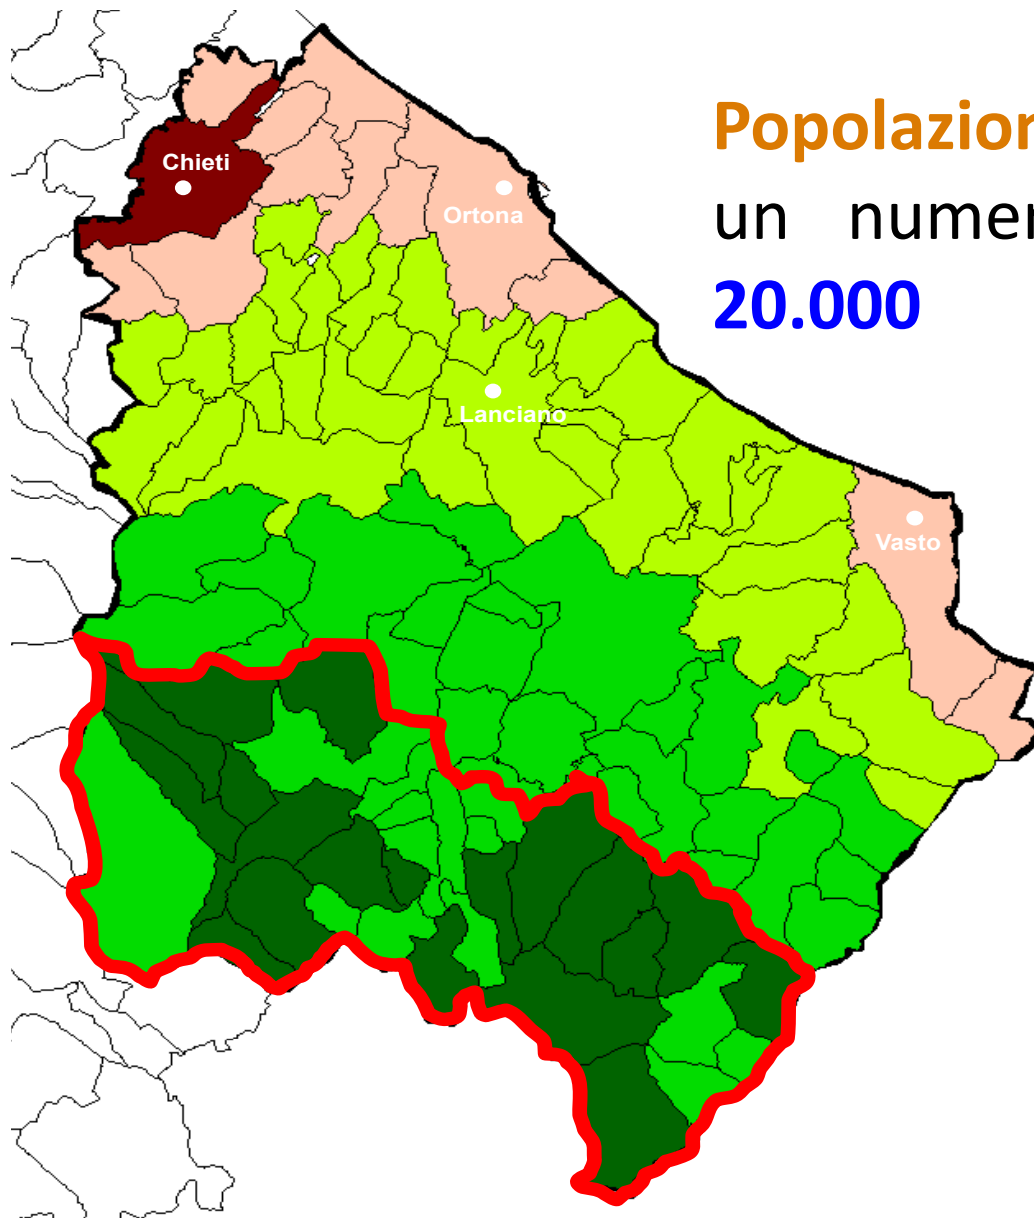 Popolazion
un numer
20.000
Chieti
Ortona
Lanciano
Vasto